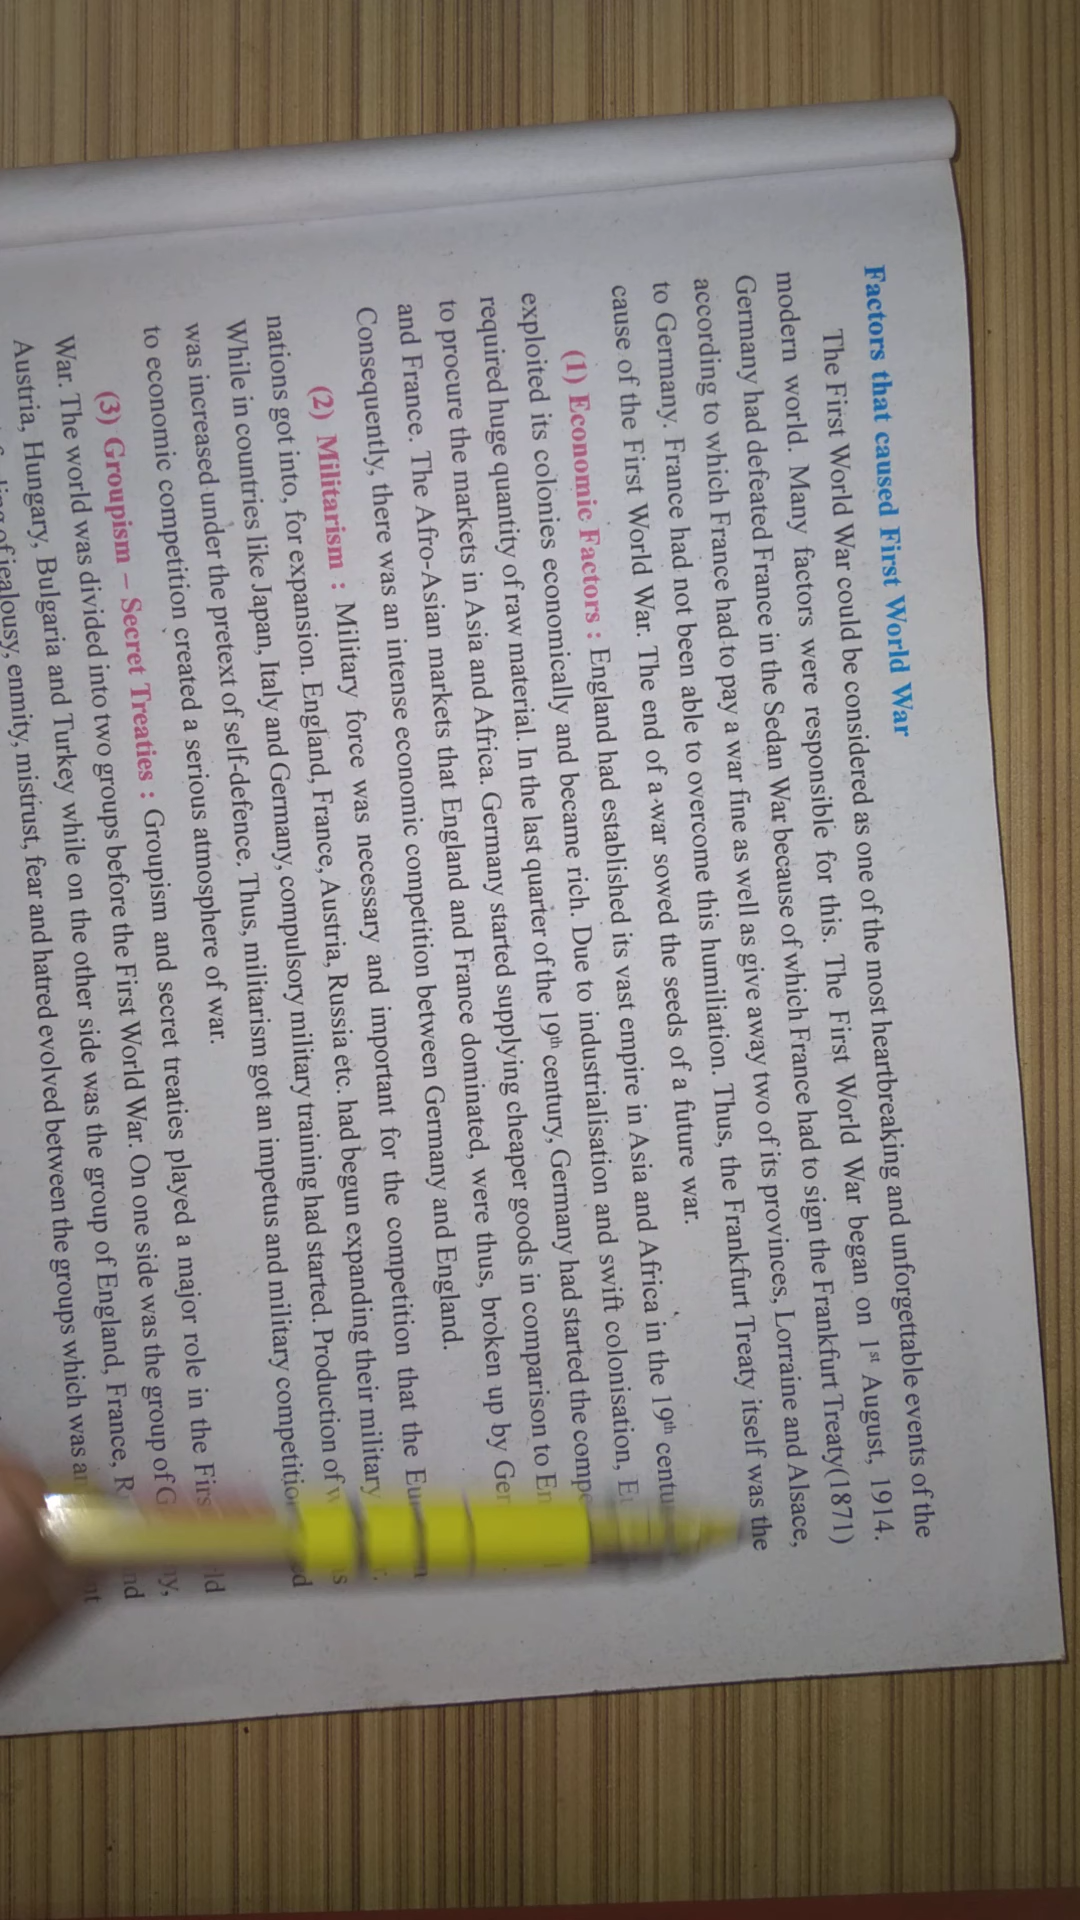 Factors that caused First World War
The First World War could be considered as one of the most heartbreaking and unforgettable events of the
modern world. Many factors were responsible for this. The First World War began on 1st August, 1914.
Germany had defeated France in the Sedan War because of which France had to sign the Frankfurt Treaty(1871)
according to which France had to pay a war fine as well as give away two of its provinces, Lorraine and Alsace,
to Germany. France had not been able to overcome this humiliation. Thus, the Frankfurt Treaty itself was the
cause of the First World War. The end of a war sowed the seeds of a future war.
(1) Economic Factors : England had established its vast empire in Asia and Africa in the 19th
exploited its colonies economically and became rich. Due to industrialisation and swift colonisation,
required huge quantity of raw material. In the last quarter of the 19th century, Germany had started the
to procure the markets in Asia and Africa. Germany started supplying cheaper goods in comparison to
and France. The Afro-Asian markets that England and France dominated, were thus, broken up by
Consequently, there was an intense economic competition between Germany and England.
(2) Militarism : Military force was necessary and important for the competition that the
nations got into, for expansion. England, France, Austria, Russia etc. had begun expanding their military
While in countries like Japan, Italy and Germany, compulsory military training had started. Production of
was increased under the pretext of self-defence. Thus, militarism got an impetus and military
to economic competition created a serious atmosphere of war.
(3) Groupism – Secret Treaties : Groupism and secret treaties played a major role in the
War. The world was divided into two groups before the First World War. On one side was the group of
Austria, Hungary, Bulgaria and Turkey while on the other side was the group of England, France,
of jealousy, enmity, mistrust, fear and hatred evolved between the groups which was